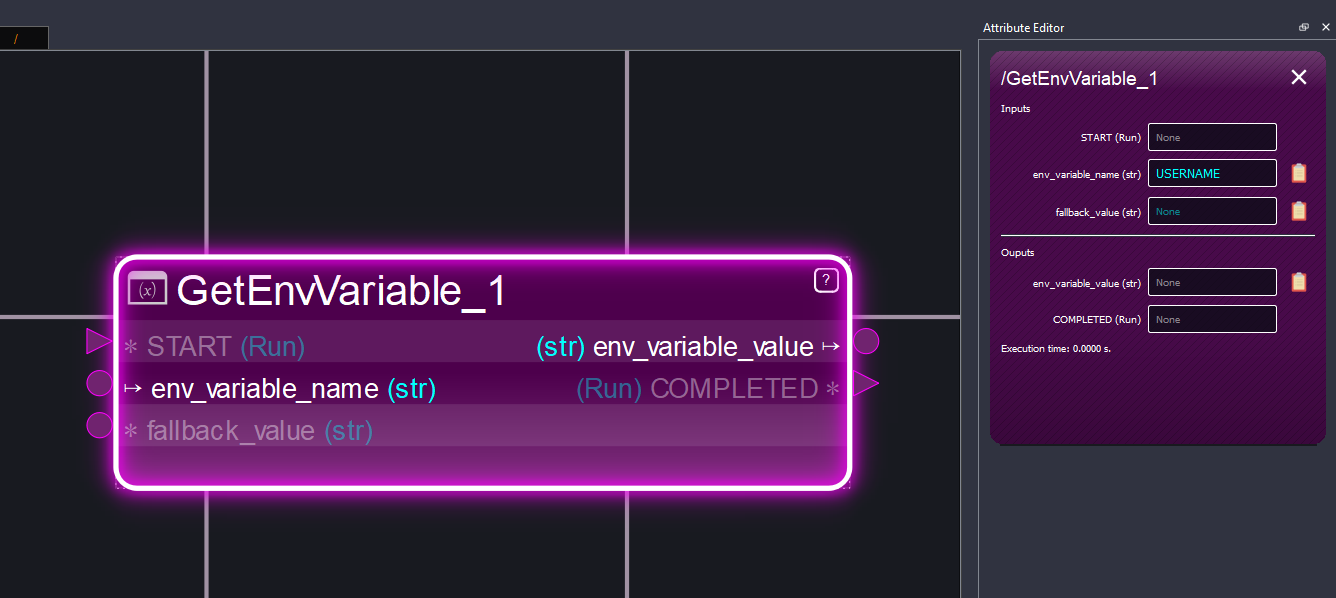 /
Attribute Editor
/GetEnvVariable_1
Inputs
START (Run) None
env_variable_name (str) USERNAME
fallback_value (str) None
Ouputs
env_variable_value (str) None
COMPLETED (Run) None
Execution time: 0.0000 s.
(x) GetEnvVariable_1 ?
* START (Run) (str) env_variable_value ↦
↦ env_variable_name (str) (Run) COMPLETED *
* fallback_value (str)